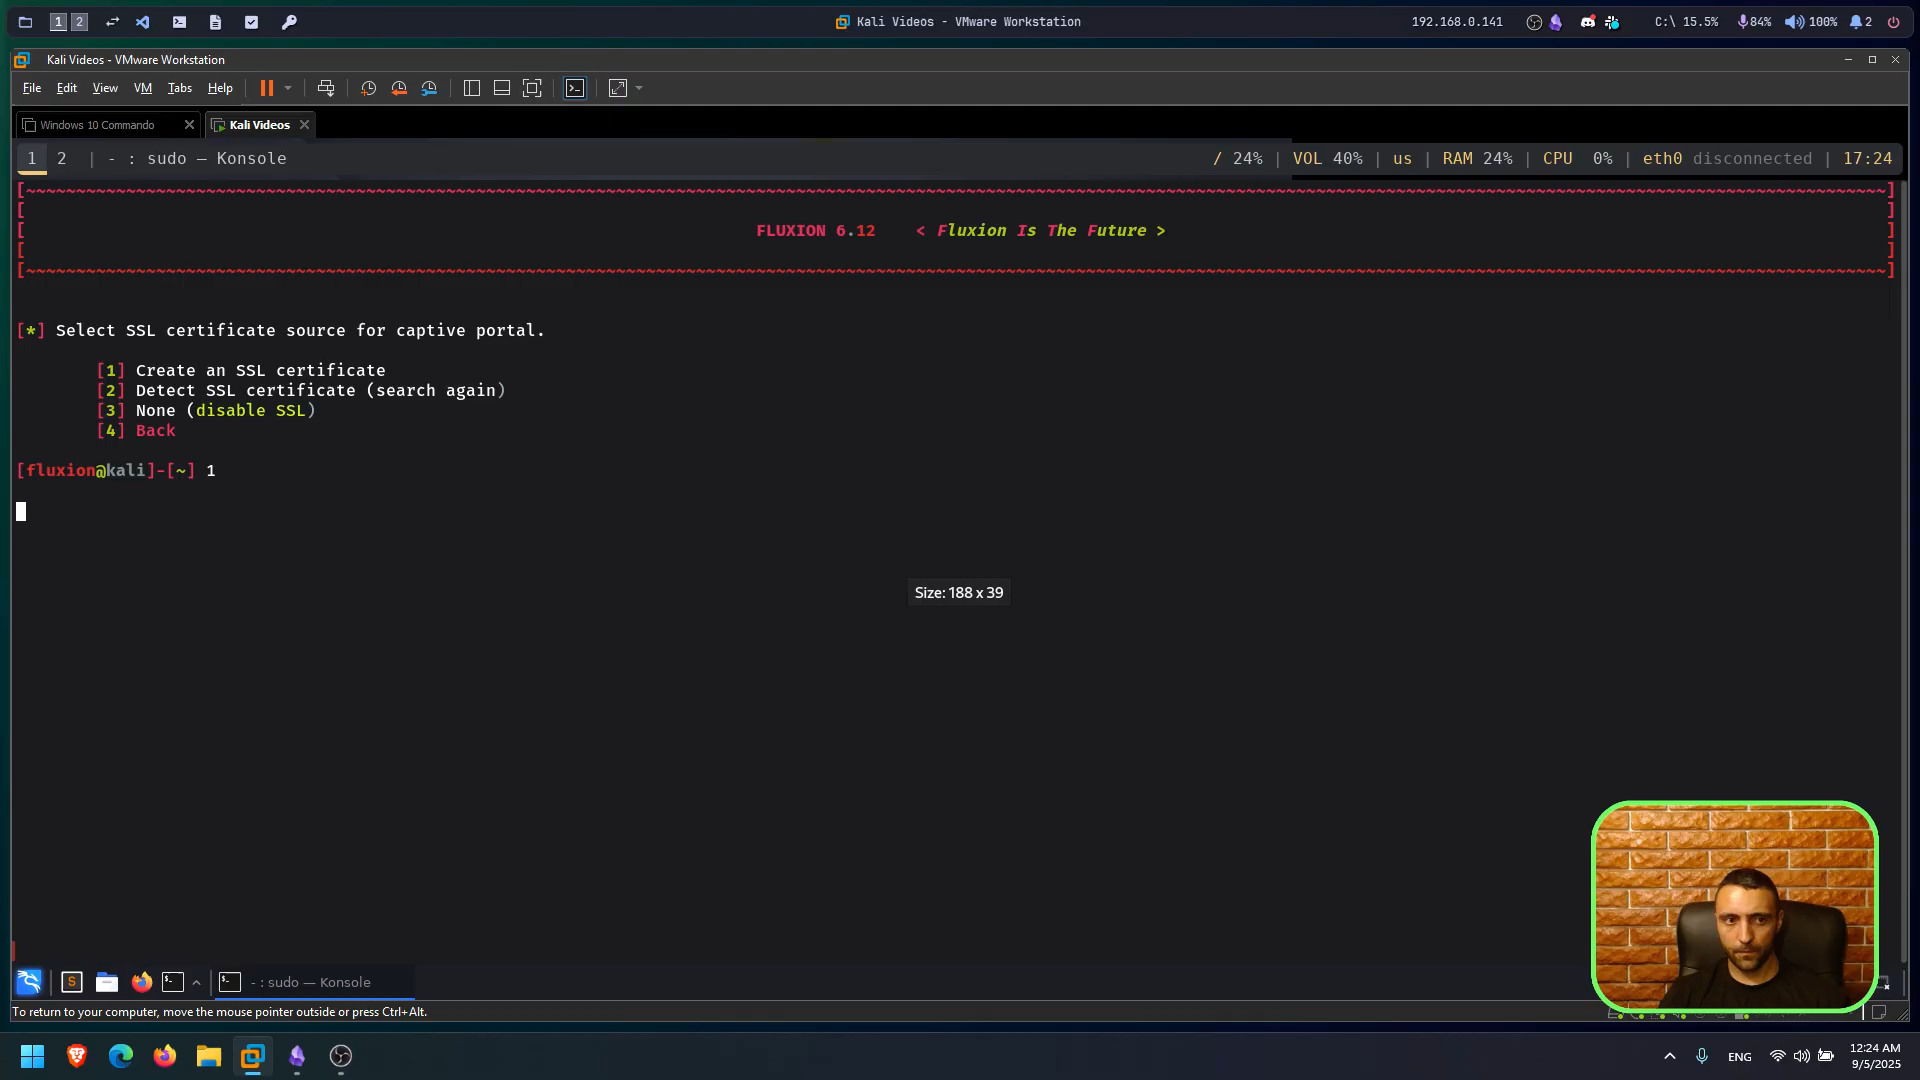 1 2
Kali Videos - VMware Workstation
192.168.0.141
C:\ 15.5%
84%
100%
2
Kali Videos - VMware Workstation
File Edit View VM Tabs Help
Windows 10 Commando
Kali Videos
1 2 | - : sudo — Konsole
/ 24% | VOL 40% | us | RAM 24% | CPU 0% | eth0 disconnected | 17:24
[~~~~~~~~~~~~~~~~~~~~~~~~~~~~~~~~~~~~~~~~~~~~~~~~~~~~~~~~~~~~~~~~~~~~~~~~~~~~~~~~~~~~~~~~~~~~~~~~~~~~~~~~~~~~~~~~~~~~~~~~~~~~~~~~~~~~~~~~~~~~~~~~~~~~~~~~~~~~~~~~~~~~~~~~~~~~~~~~~~~~~~]
[ ]
[ FLUXION 6.12 < Fluxion Is The Future > ]
[ ]
[~~~~~~~~~~~~~~~~~~~~~~~~~~~~~~~~~~~~~~~~~~~~~~~~~~~~~~~~~~~~~~~~~~~~~~~~~~~~~~~~~~~~~~~~~~~~~~~~~~~~~~~~~~~~~~~~~~~~~~~~~~~~~~~~~~~~~~~~~~~~~~~~~~~~~~~~~~~~~~~~~~~~~~~~~~~~~~~~~~~~~~]
[*] Select SSL certificate source for captive portal.
[1] Create an SSL certificate
[2] Detect SSL certificate (search again)
[3] None (disable SSL)
[4] Back
[fluxion@kali]-[~] 1
Size: 188 x 39
- : sudo — Konsole
To return to your computer, move the mouse pointer outside or press Ctrl+Alt.
ENG
12:24 AM
9/5/2025